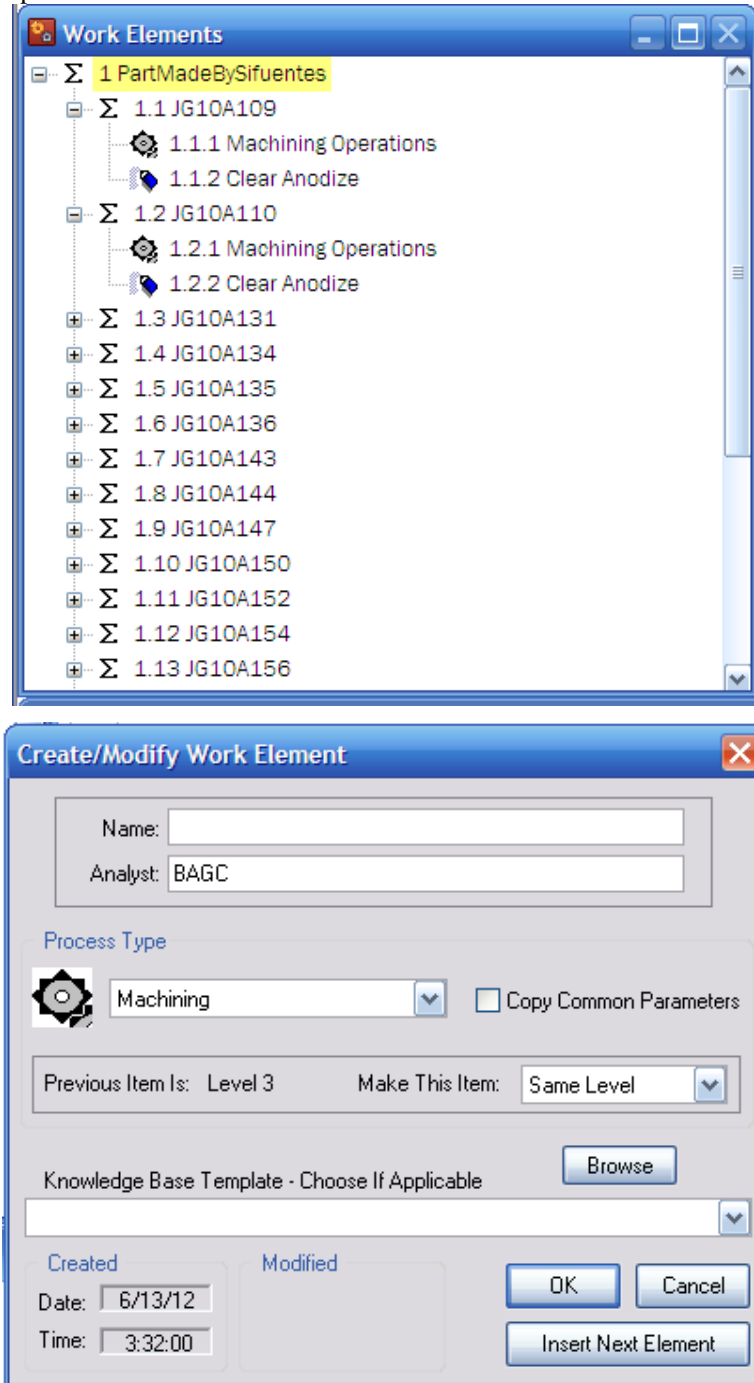 Work Elements
1 PartMadeBySifuentes
1.1 JG10A109
1.1.1 Machining Operations
1.1.2 Clear Anodize
1.2 JG10A110
1.2.1 Machining Operations
1.2.2 Clear Anodize
1.3 JG10A131
1.4 JG10A134
1.5 JG10A135
1.6 JG10A136
1.7 JG10A143
1.8 JG10A144
1.9 JG10A147
1.10 JG10A150
1.11 JG10A152
1.12 JG10A154
1.13 JG10A156
Create/Modify Work Element
Name:
Analyst: BAGC
Process Type
Machining Copy Common Parameters
Previous Item Is: Level 3 Make This Item: Same Level
Browse
Knowledge Base Template - Choose If Applicable
Created Modified
Date: 6/13/12 OK Cancel
Time: 3:32:00 Insert Next Element